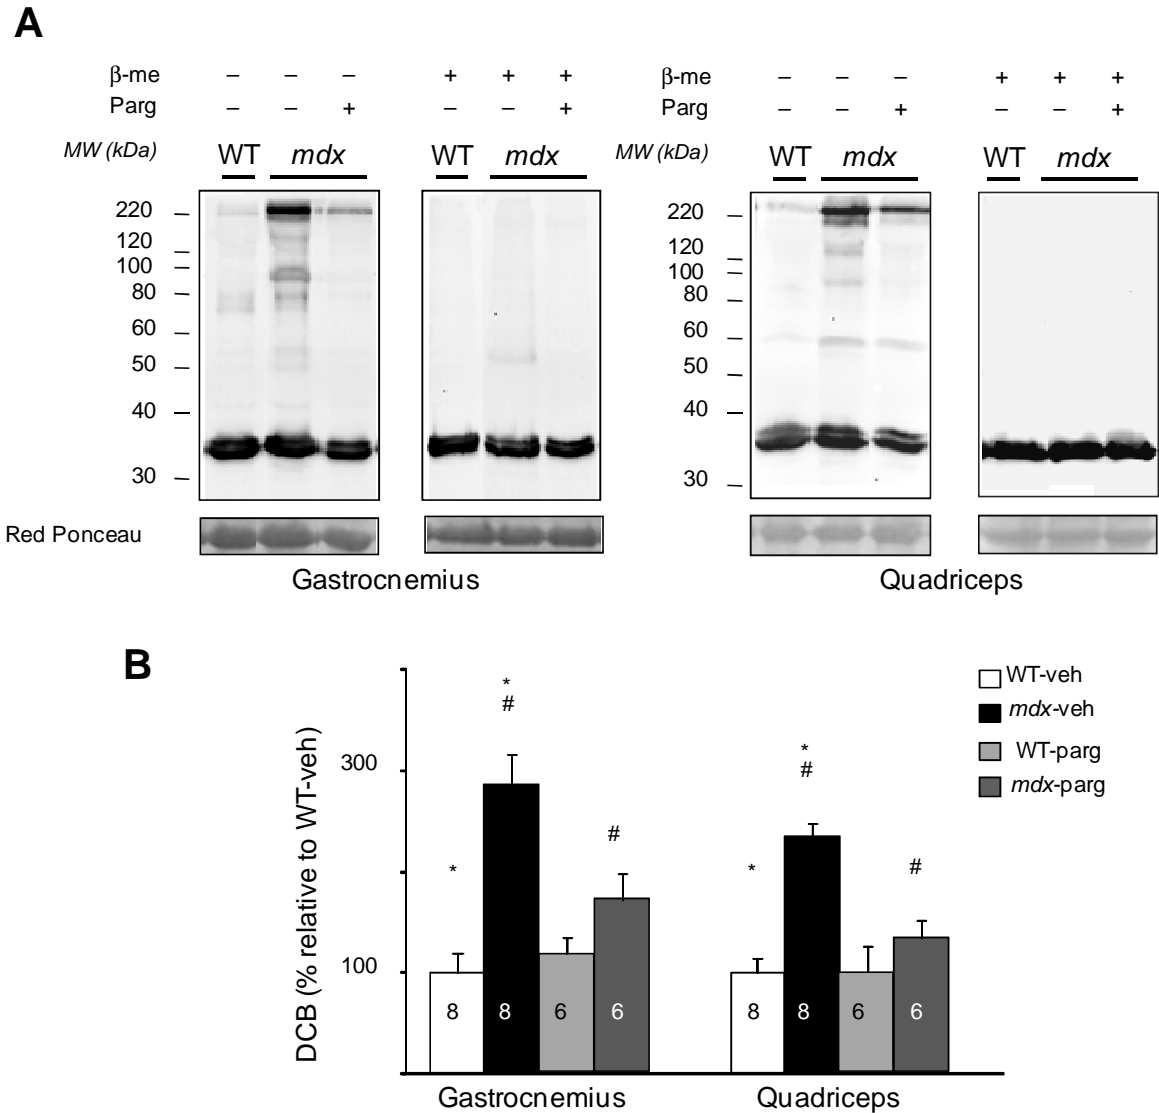 A
β-me – – – + + + β-me – – – + + +
Parg – – + – – + Parg – – + – – +
MW (kDa) WT mdx WT mdx MW (kDa) WT mdx WT mdx
220 – 220 –
120 – 120 –
100 – 100 –
80 – 80 –
60 – 60 –
50 – 50 –
40 – 40 –
30 – 30 –
Red Ponceau
Gastrocnemius Quadriceps
B
DCB (% relative to WT-veh)
300
100
* # * #
* # * #
* #
* #
8 8 6 6 8 8 6 6
Gastrocnemius Quadriceps
WT-veh
mdx-veh
WT-parg
mdx-parg